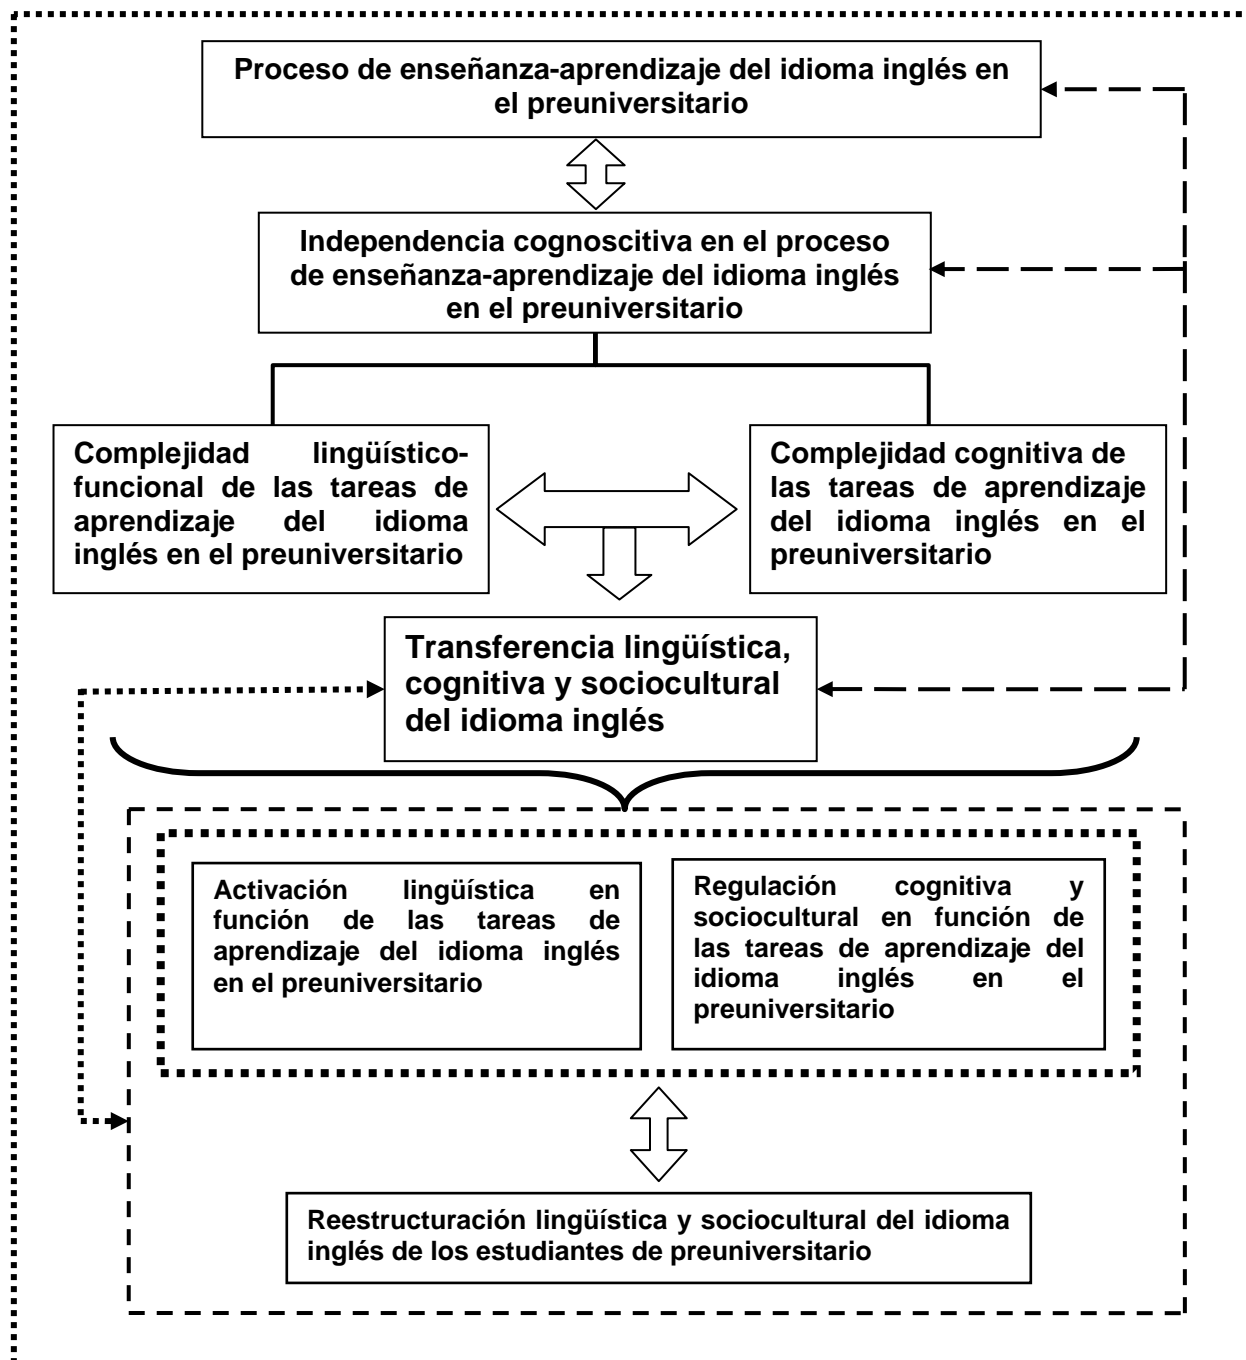 Proceso de enseñanza-aprendizaje del idioma inglés en
el preuniversitario
Independencia cognoscitiva en el proceso
de enseñanza-aprendizaje del idioma inglés
en el preuniversitario
Complejidad lingüístico-
funcional de las tareas de
aprendizaje del idioma
inglés en el preuniversitario
Complejidad cognitiva de
las tareas de aprendizaje
del idioma inglés en el
preuniversitario
Transferencia lingüística,
cognitiva y sociocultural
del idioma inglés
Activación lingüística en
función de las tareas de
aprendizaje del idioma inglés
en el preuniversitario
Regulación cognitiva y
sociocultural en función de
las tareas de aprendizaje del
idioma inglés en el
preuniversitario
Reestructuración lingüística y sociocultural del idioma
inglés de los estudiantes de preuniversitario